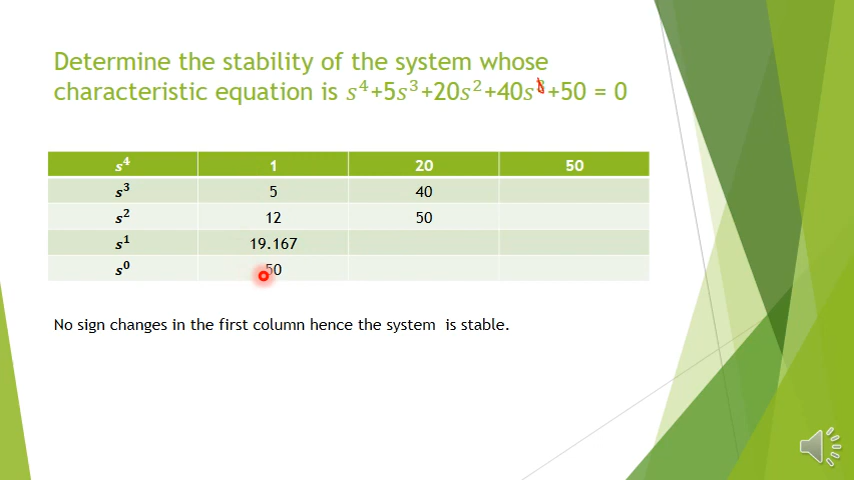 Determine the stability of the system whose
characteristic equation is s⁴+5s³+20s²+40s +50 = 0
s⁴ 1 20 50
s³ 5 40
s² 12 50
s¹ 19.167
s⁰ 50
No sign changes in the first column hence the system is stable.